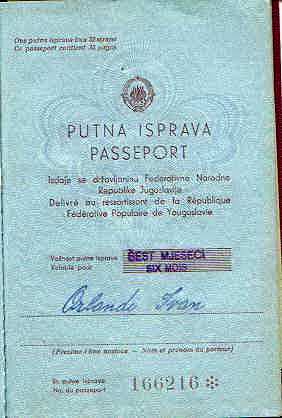 Ova putna isprava ima 32 strane
Ce passeport contient 32 pages
PUTNA ISPRAVA
PASSEPORT
Izdaje se državljaninu Federativne Narodne
Republike Jugoslavije
Delivré au ressortissant de la République
Fédérative Populaire de Yougoslavie
Važnost putne isprave
Valable pour
ŠEST MJESECI
SIX MOIS
Orlando Ivan
(Prezime i ime nosioca — Nom et prénom du porteur)
Br. putne isprave
No. du passeport
166216